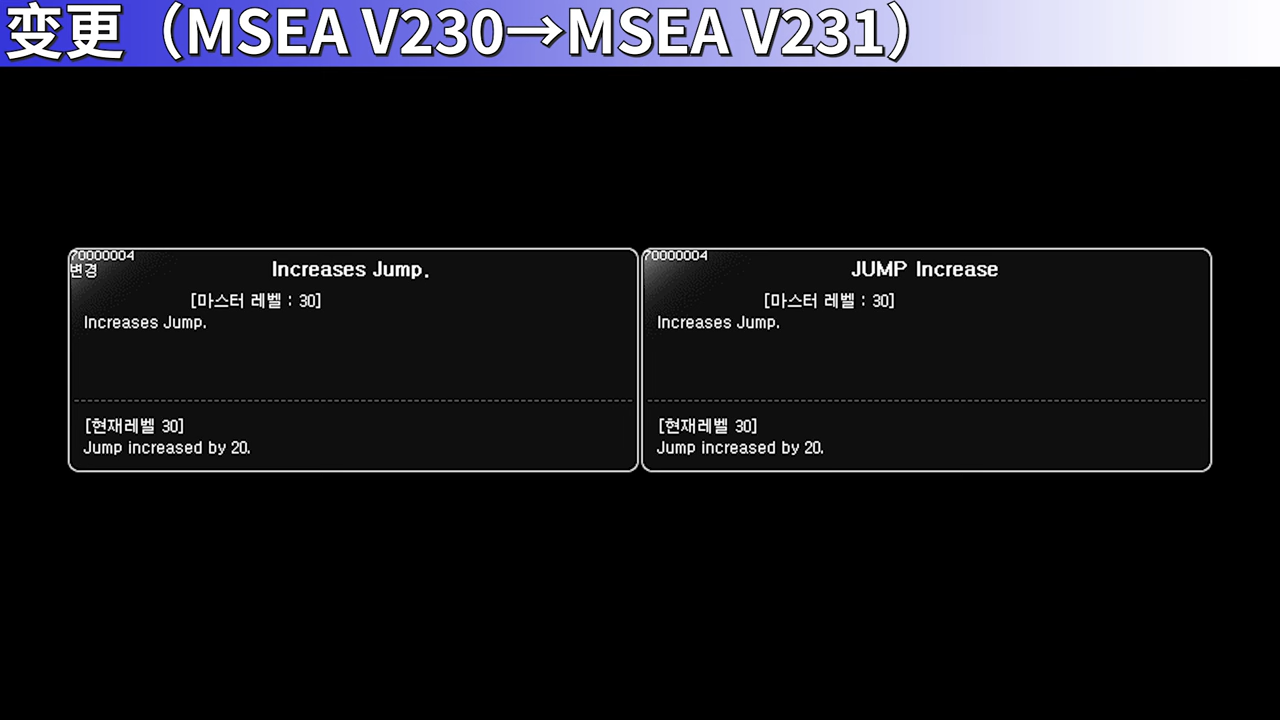 变更（MSEA V230→MSEA V231）
70000004
변경
Increases Jump.
[마스터 레벨 : 30]
Increases Jump.
[현재레벨 30]
Jump increased by 20.
70000004
JUMP Increase
[마스터 레벨 : 30]
Increases Jump.
[현재레벨 30]
Jump increased by 20.